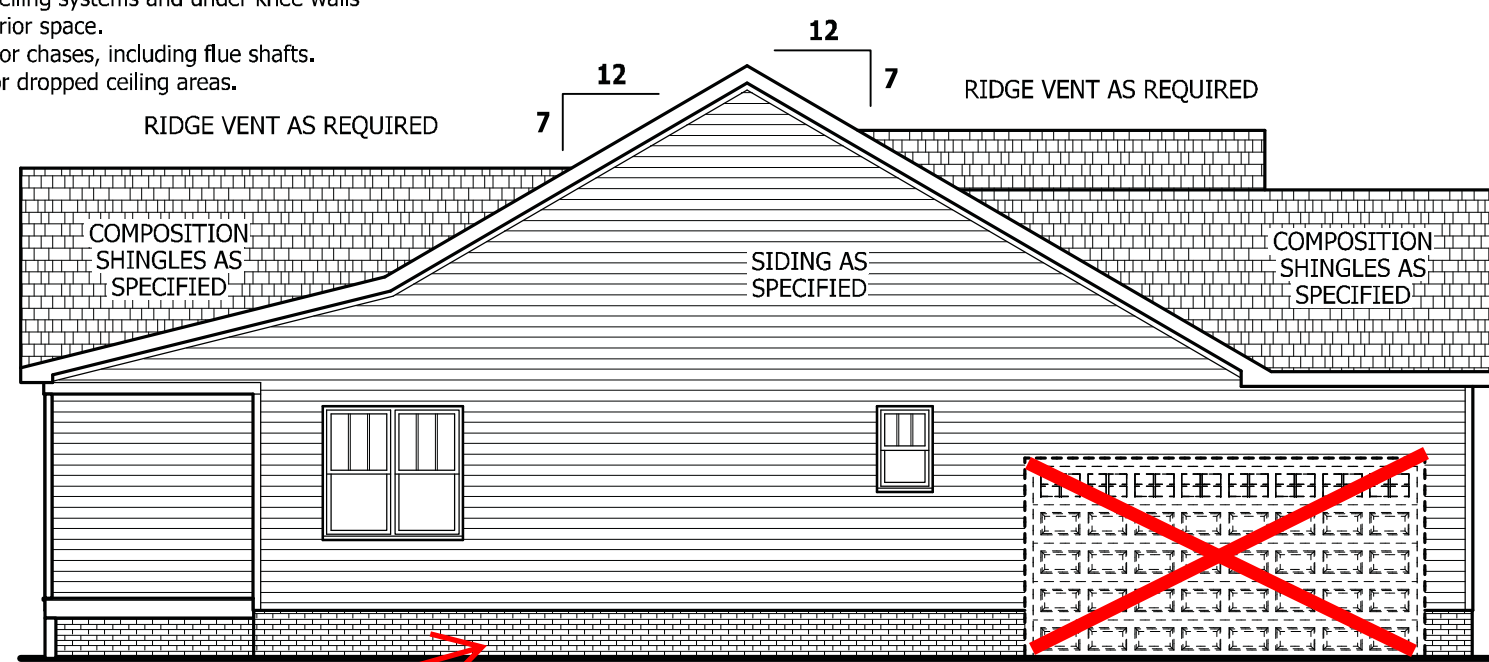 ceiling systems and under knee walls
rior space.
or chases, including flue shafts.
or dropped ceiling areas.
12
7
12
7
RIDGE VENT AS REQUIRED
RIDGE VENT AS REQUIRED
COMPOSITION
SHINGLES AS
SPECIFIED
SIDING AS
SPECIFIED
COMPOSITION
SHINGLES AS
SPECIFIED